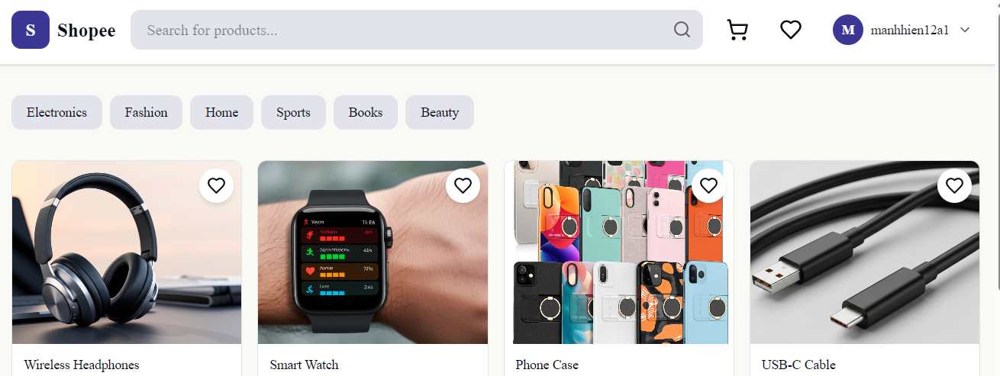 S Shopee Search for products... M manhhien12a1
Electronics Fashion Home Sports Books Beauty
Wireless Headphones Smart Watch Phone Case USB-C Cable